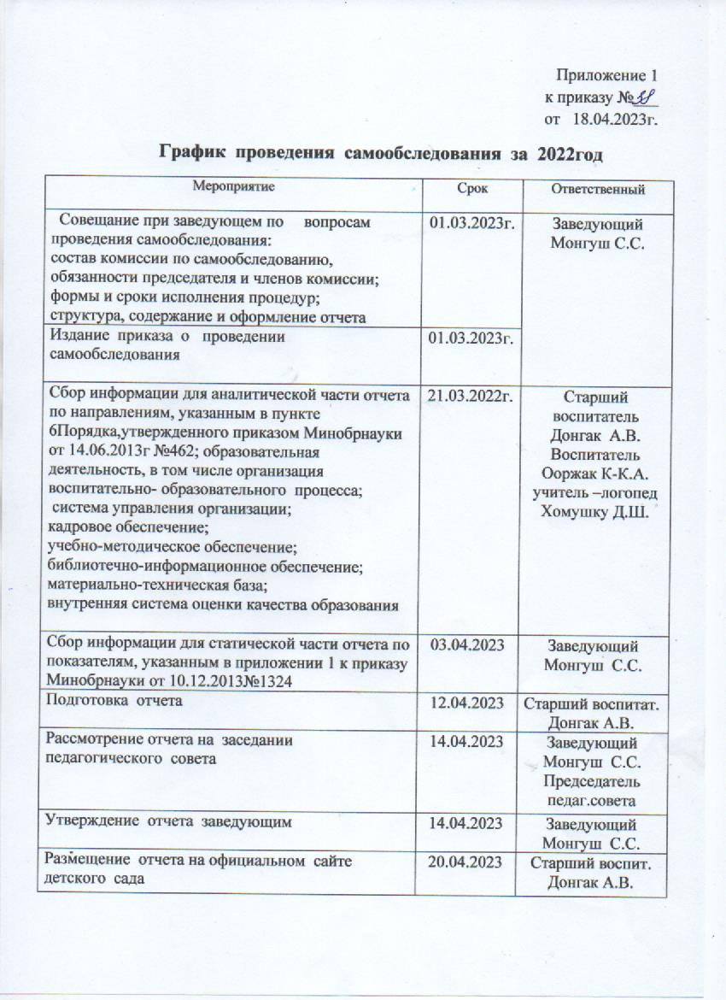 Приложение 1
к приказу №38
от 18.04.2023г.
График проведения самообследования за 2022год
Мероприятие Срок Ответственный
Совещание при заведующем по вопросам 01.03.2023г. Заведующий
проведения самообследования: Монгуш С.С.
состав комиссии по самообследованию,
обязанности председателя и членов комиссии;
формы и сроки исполнения процедур;
структура, содержание и оформление отчета
Издание приказа о проведении 01.03.2023г.
самообследования
Сбор информации для аналитической части отчета 21.03.2022г. Старший
по направлениям, указанным в пункте воспитатель
6Порядка,утвержденного приказом Минобрнауки Донгак А.В.
от 14.06.2013г №462; образовательная Воспитатель
деятельность, в том числе организация Ооржак К-К.А.
воспитательно- образовательного процесса; учитель –логопед
система управления организации; Хомушку Д.Ш.
кадровое обеспечение;
учебно-методическое обеспечение;
библиотечно-информационное обеспечение;
материально-техническая база;
внутренняя система оценки качества образования
Сбор информации для статической части отчета по 03.04.2023 Заведующий
показателям, указанным в приложении 1 к приказу Монгуш С.С.
Минобрнауки от 10.12.2013№1324
Подготовка отчета 12.04.2023 Старший воспитат.
Донгак А.В.
Рассмотрение отчета на заседании 14.04.2023 Заведующий
педагогического совета Монгуш С.С.
Председатель
педаг.совета
Утверждение отчета заведующим 14.04.2023 Заведующий
Монгуш С.С.
Размещение отчета на официальном сайте 20.04.2023 Старший воспит.
детского сада Донгак А.В.